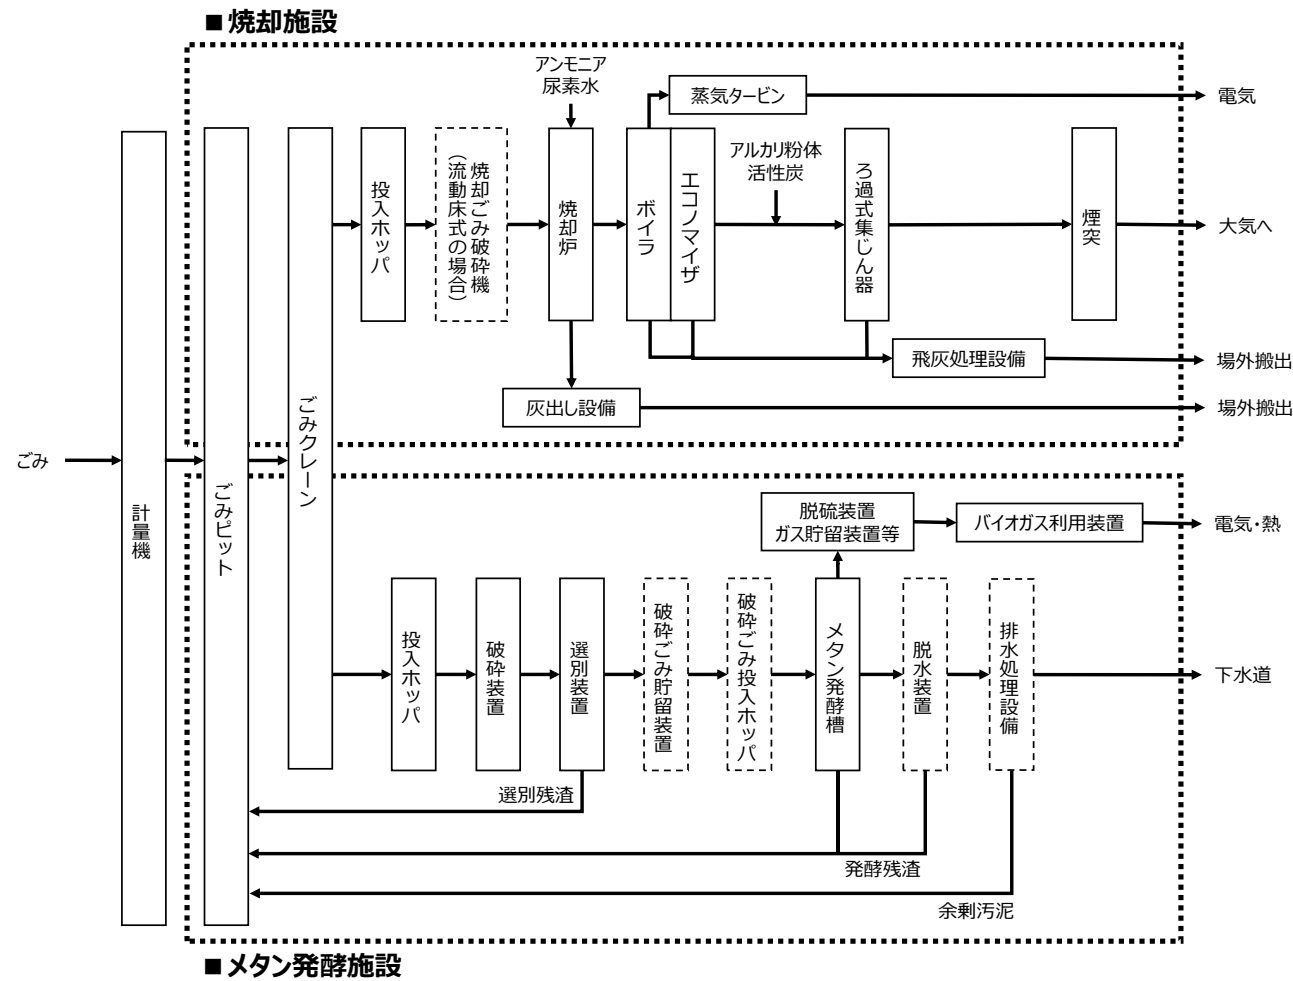 ■焼却施設
アンモニア
尿素水
蒸気タービン
電気
投入ホッパ
焼却ごみ破砕機
(流動床式の場合)
焼却炉
ボイラ
エコノマイザ
アルカリ粉体
活性炭
ろ過式集じん器
煙突
大気へ
飛灰処理設備
場外搬出
灰出し設備
場外搬出
ごみ
計量機
ごみピット
ごみクレーン
脱硫装置
ガス貯留装置等
バイオガス利用装置
電気・熱
投入ホッパ
破砕装置
選別装置
破砕ごみ貯留装置
破砕ごみ投入ホッパ
メタン発酵槽
脱水装置
排水処理設備
下水道
選別残渣
発酵残渣
余剰汚泥
■メタン発酵施設